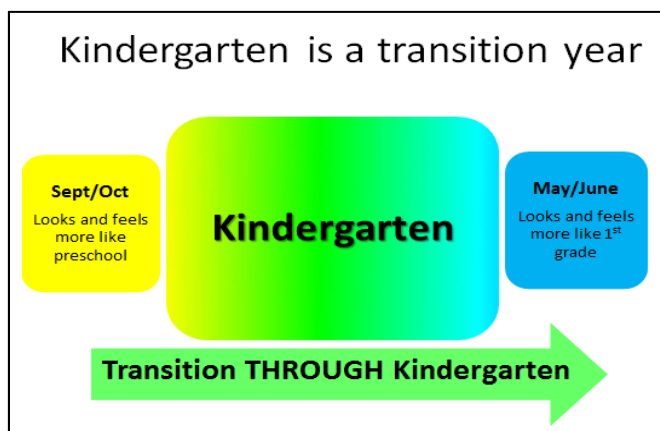 Kindergarten is a transition year
Sept/Oct
Looks and feels
more like
preschool
Kindergarten
May/June
Looks and feels
more like 1st
grade
Transition THROUGH Kindergarten